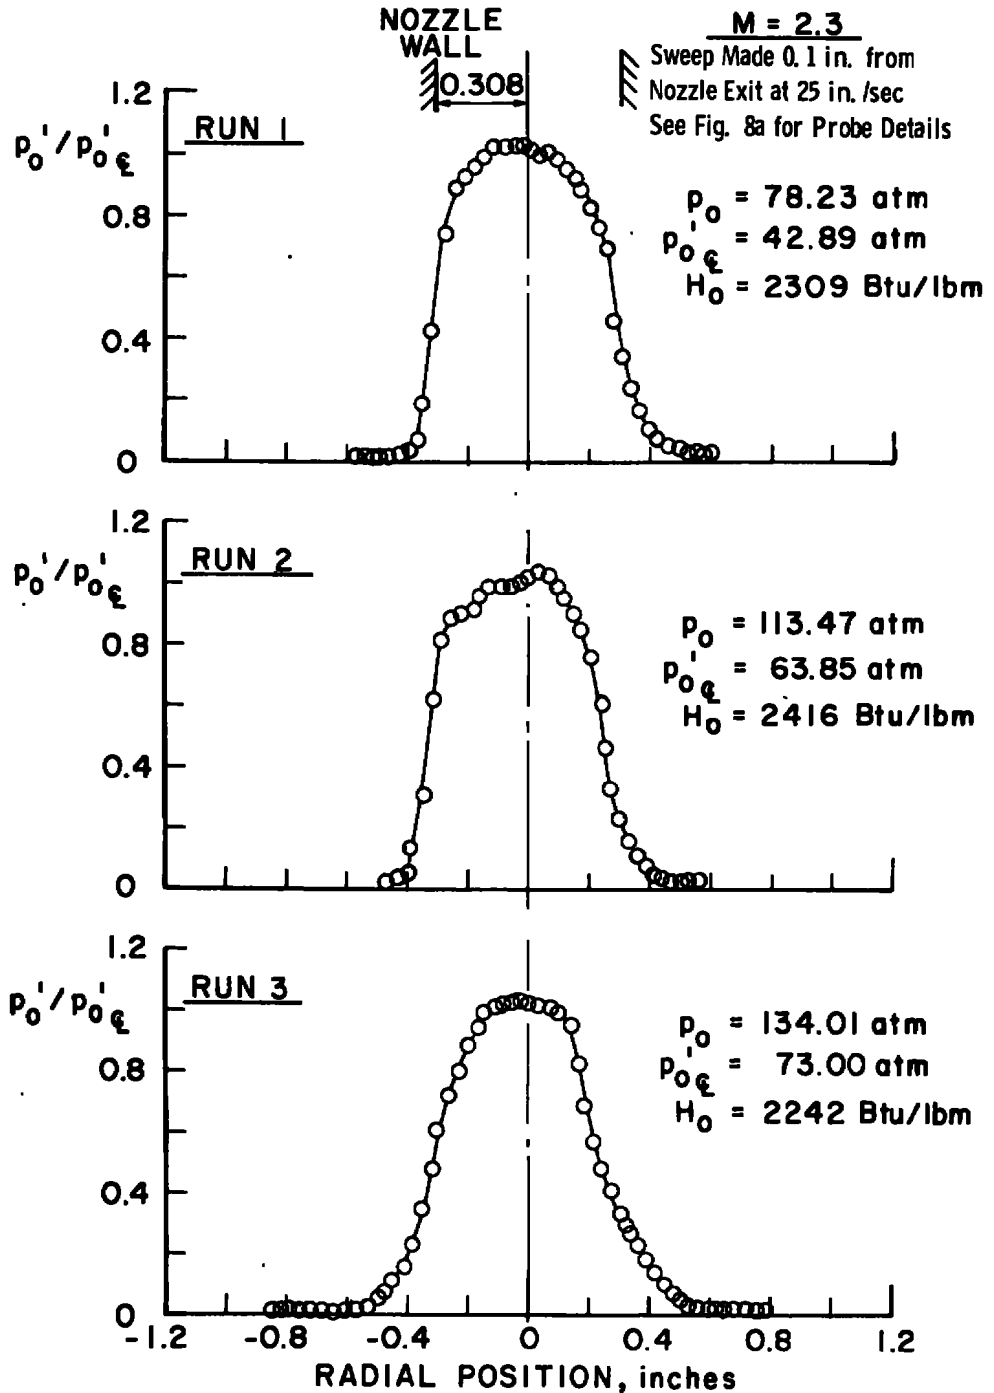 NOZZLE
WALL
0.308
M = 2.3
Sweep Made 0.1 in. from
Nozzle Exit at 25 in./sec
See Fig. 8a for Probe Details
1.2
RUN 1
p₀'/p₀'℄
0.8
0.4
0
p₀ = 78.23 atm
p₀'℄ = 42.89 atm
H₀ = 2309 Btu/lbm
1.2
RUN 2
p₀'/p₀'℄
0.8
0.4
0
p₀ = 113.47 atm
p₀'℄ = 63.85 atm
H₀ = 2416 Btu/lbm
1.2
RUN 3
p₀'/p₀'℄
0.8
0.4
0
p₀ = 134.01 atm
p₀'℄ = 73.00 atm
H₀ = 2242 Btu/lbm
-1.2 -0.8 -0.4 0 0.4 0.8 1.2
RADIAL POSITION, inches